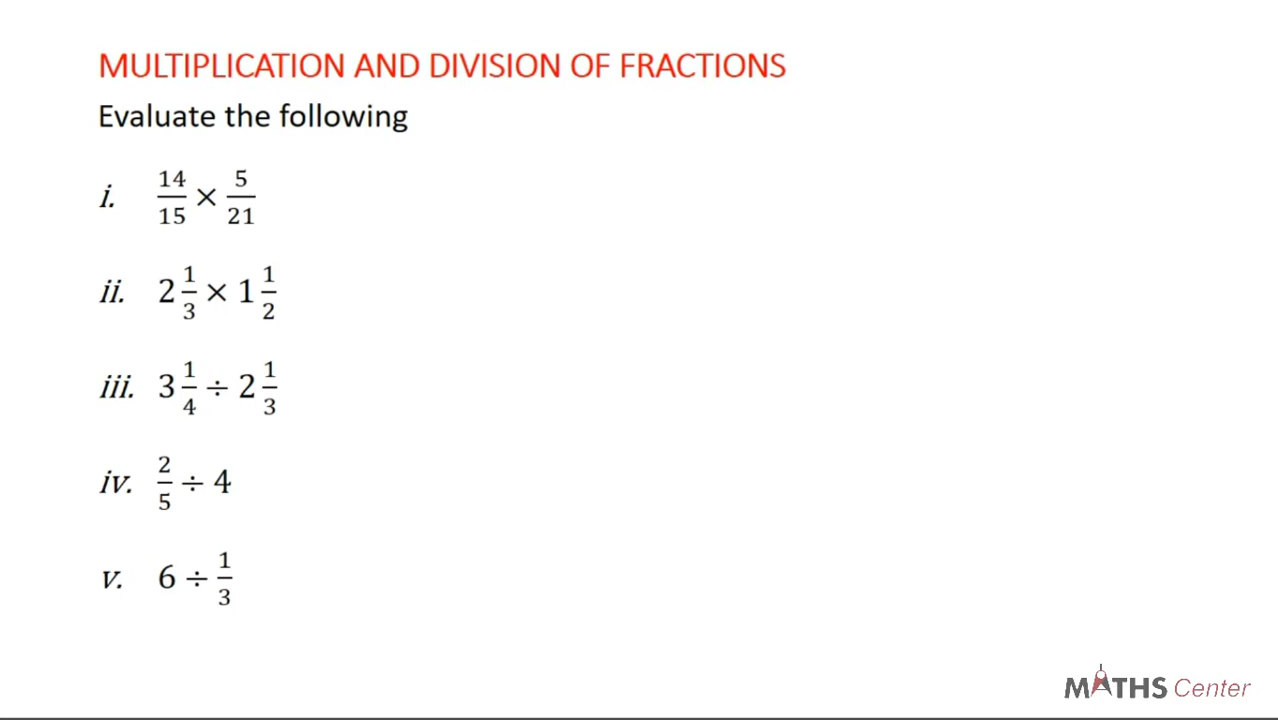 MULTIPLICATION AND DIVISION OF FRACTIONS
Evaluate the following
i. 14/15 × 5/21
ii. 2 1/3 × 1 1/2
iii. 3 1/4 ÷ 2 1/3
iv. 2/5 ÷ 4
v. 6 ÷ 1/3
MATHS Center